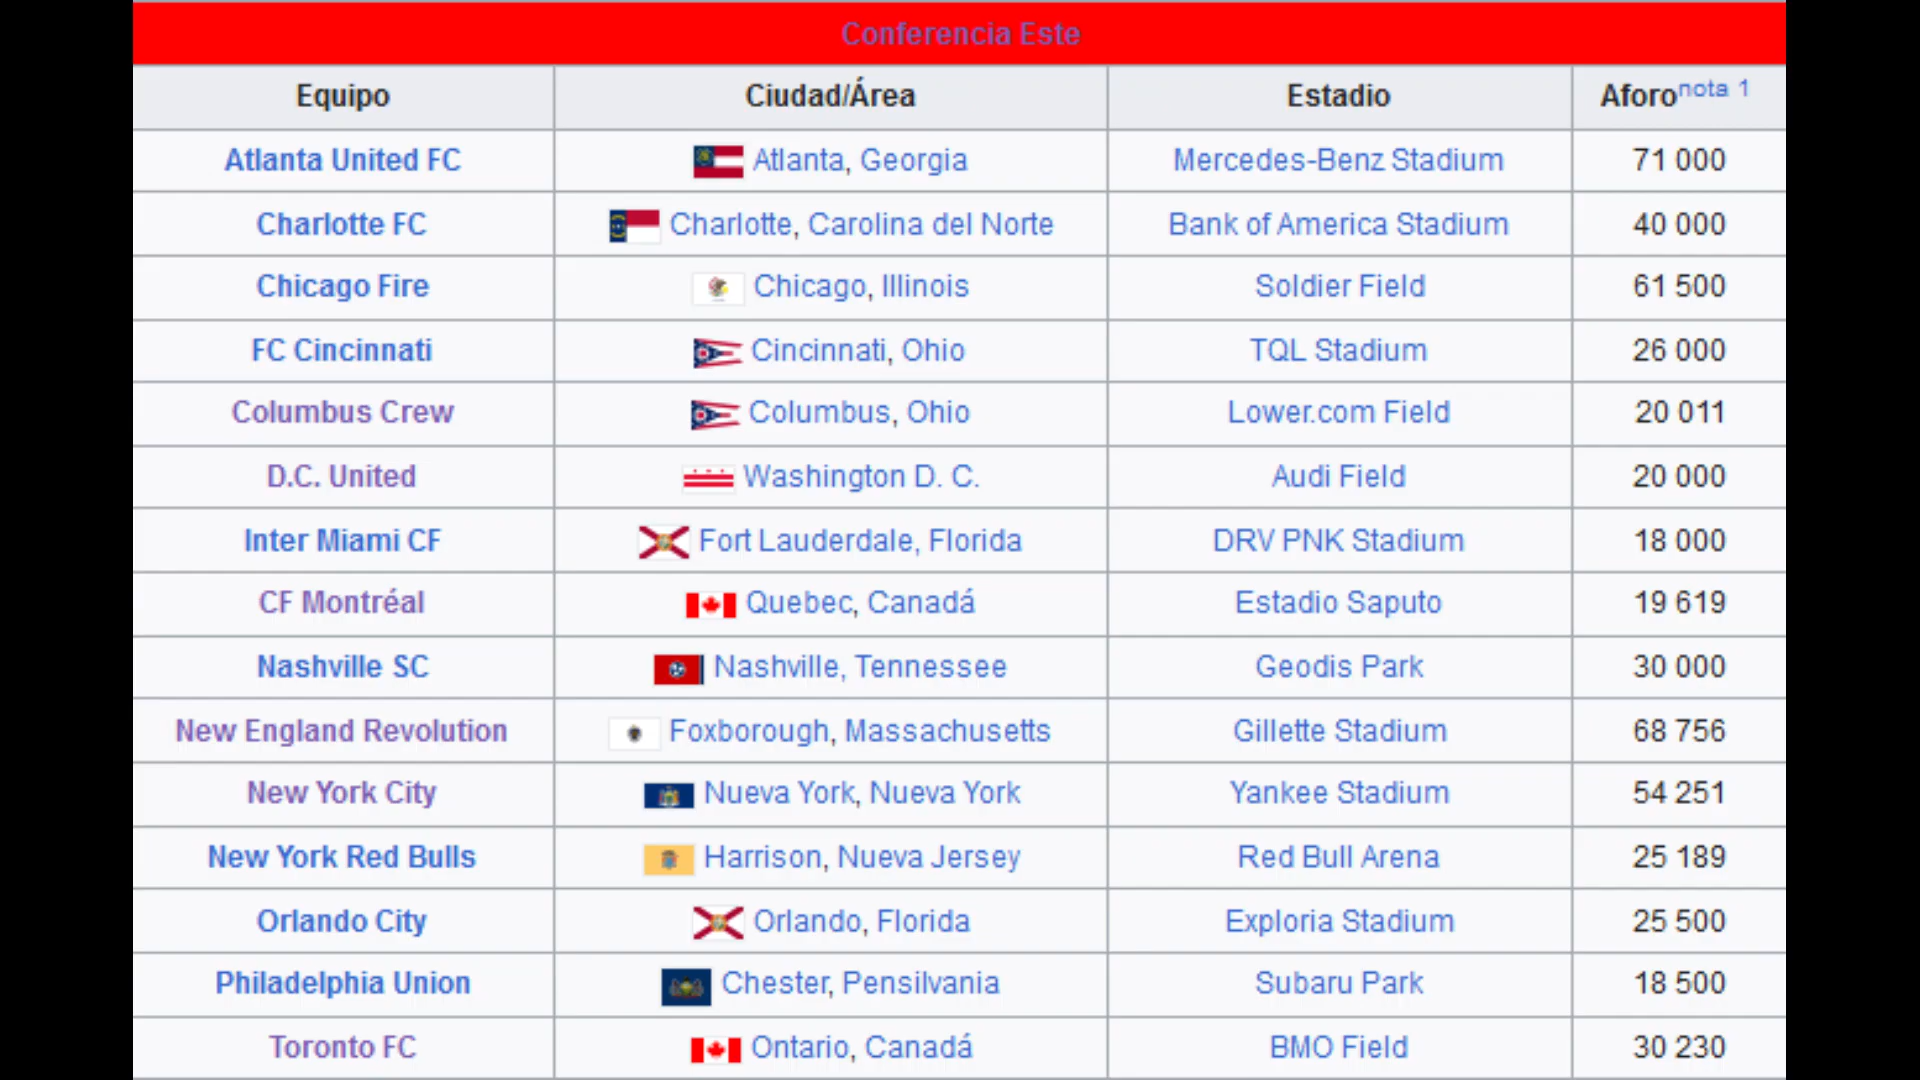 Conferencia Este
Equipo Ciudad/Área Estadio Aforo nota 1
Atlanta United FC Atlanta, Georgia Mercedes-Benz Stadium 71 000
Charlotte FC Charlotte, Carolina del Norte Bank of America Stadium 40 000
Chicago Fire Chicago, Illinois Soldier Field 61 500
FC Cincinnati Cincinnati, Ohio TQL Stadium 26 000
Columbus Crew Columbus, Ohio Lower.com Field 20 011
D.C. United Washington D. C. Audi Field 20 000
Inter Miami CF Fort Lauderdale, Florida DRV PNK Stadium 18 000
CF Montréal Quebec, Canadá Estadio Saputo 19 619
Nashville SC Nashville, Tennessee Geodis Park 30 000
New England Revolution Foxborough, Massachusetts Gillette Stadium 68 756
New York City Nueva York, Nueva York Yankee Stadium 54 251
New York Red Bulls Harrison, Nueva Jersey Red Bull Arena 25 189
Orlando City Orlando, Florida Exploria Stadium 25 500
Philadelphia Union Chester, Pensilvania Subaru Park 18 500
Toronto FC Ontario, Canadá BMO Field 30 230